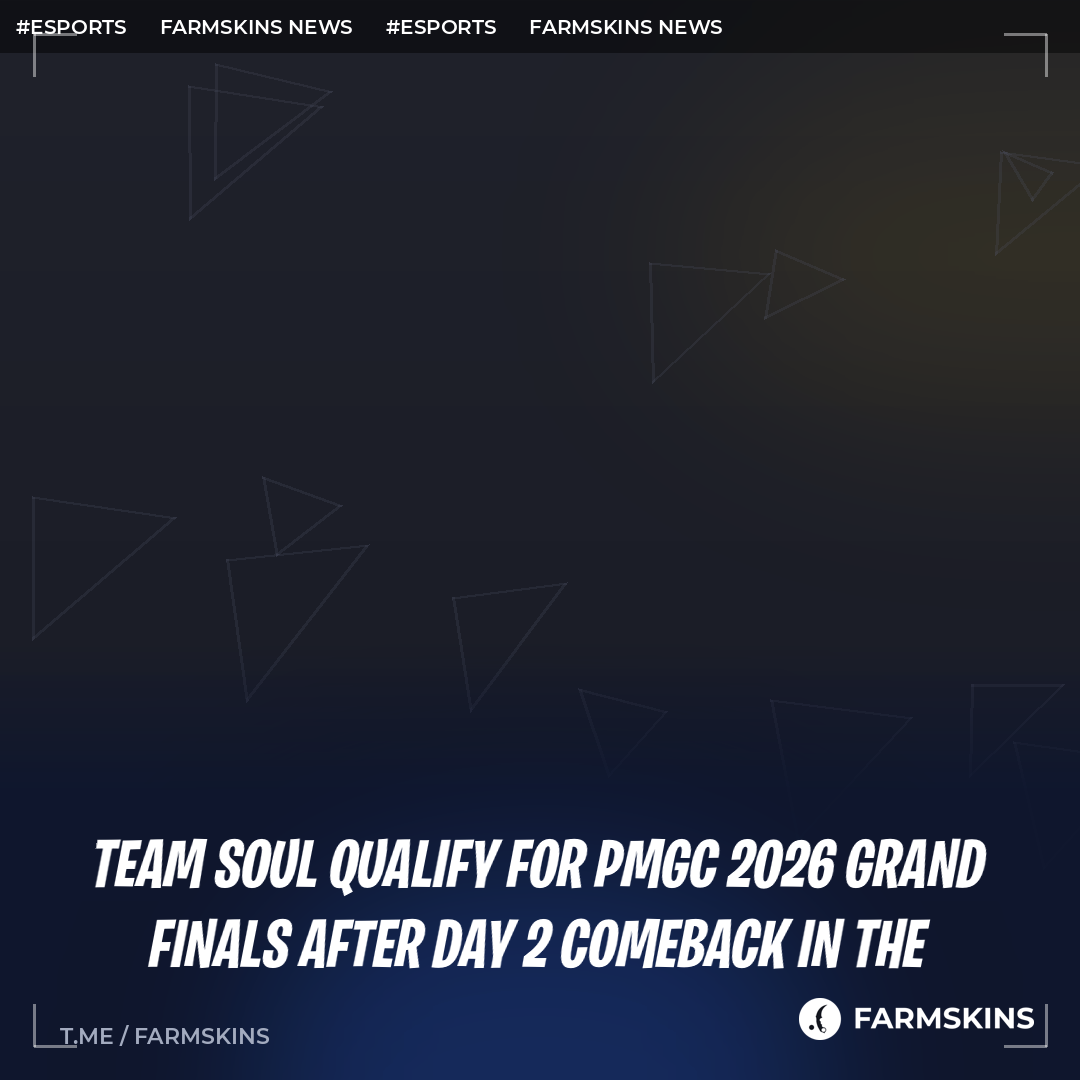 #ESPORTS FARMSKINS NEWS #ESPORTS FARMSKINS NEWS
TEAM SOUL QUALIFY FOR PMGC 2026 GRAND
FINALS AFTER DAY 2 COMEBACK IN THE
T.ME / FARMSKINS
FARMSKINS